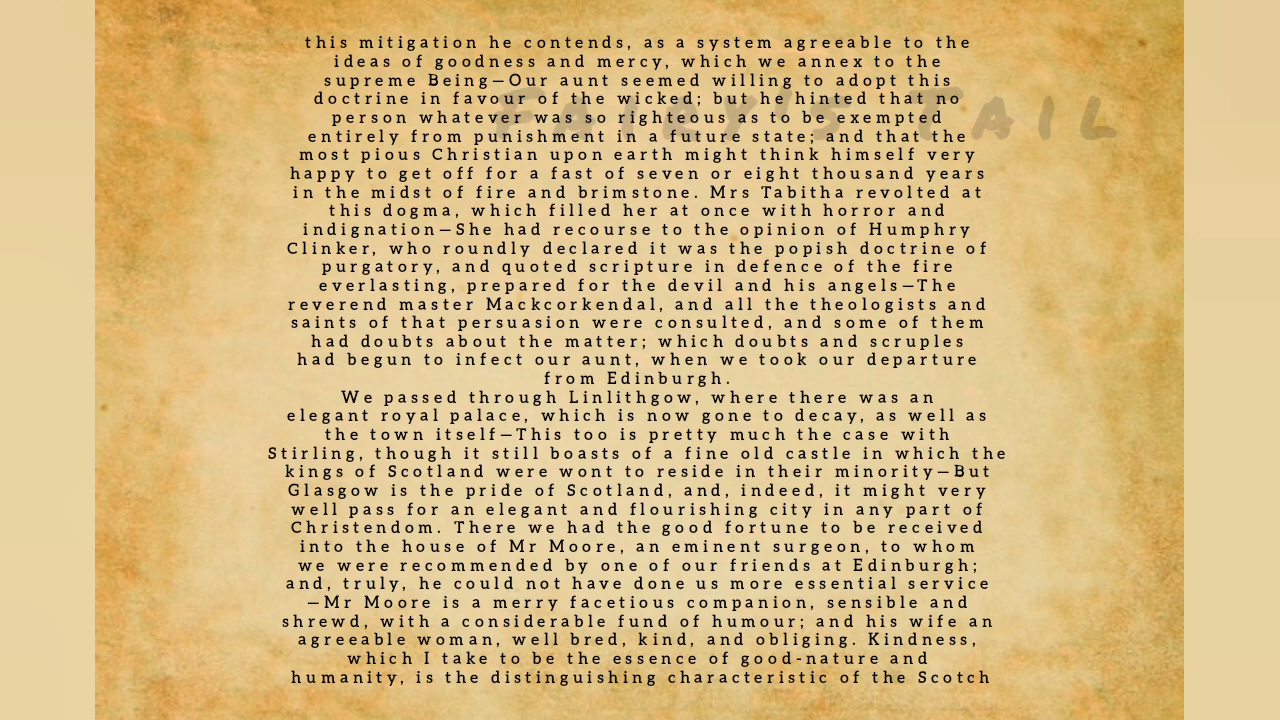 this mitigation he contends, as a system agreeable to the
ideas of goodness and mercy, which we annex to the
supreme Being—Our aunt seemed willing to adopt this
doctrine in favour of the wicked; but he hinted that no
person whatever was so righteous as to be exempted
entirely from punishment in a future state; and that the
most pious Christian upon earth might think himself very
happy to get off for a fast of seven or eight thousand years
in the midst of fire and brimstone. Mrs Tabitha revolted at
this dogma, which filled her at once with horror and
indignation—She had recourse to the opinion of Humphry
Clinker, who roundly declared it was the popish doctrine of
purgatory, and quoted scripture in defence of the fire
everlasting, prepared for the devil and his angels—The
reverend master Mackcorkendal, and all the theologists and
saints of that persuasion were consulted, and some of them
had doubts about the matter; which doubts and scruples
had begun to infect our aunt, when we took our departure
from Edinburgh.
We passed through Linlithgow, where there was an
elegant royal palace, which is now gone to decay, as well as
the town itself—This too is pretty much the case with
Stirling, though it still boasts of a fine old castle in which the
kings of Scotland were wont to reside in their minority—But
Glasgow is the pride of Scotland, and, indeed, it might very
well pass for an elegant and flourishing city in any part of
Christendom. There we had the good fortune to be received
into the house of Mr Moore, an eminent surgeon, to whom
we were recommended by one of our friends at Edinburgh;
and, truly, he could not have done us more essential service
—Mr Moore is a merry facetious companion, sensible and
shrewd, with a considerable fund of humour; and his wife an
agreeable woman, well bred, kind, and obliging. Kindness,
which I take to be the essence of good-nature and
humanity, is the distinguishing characteristic of the Scotch
TAIL